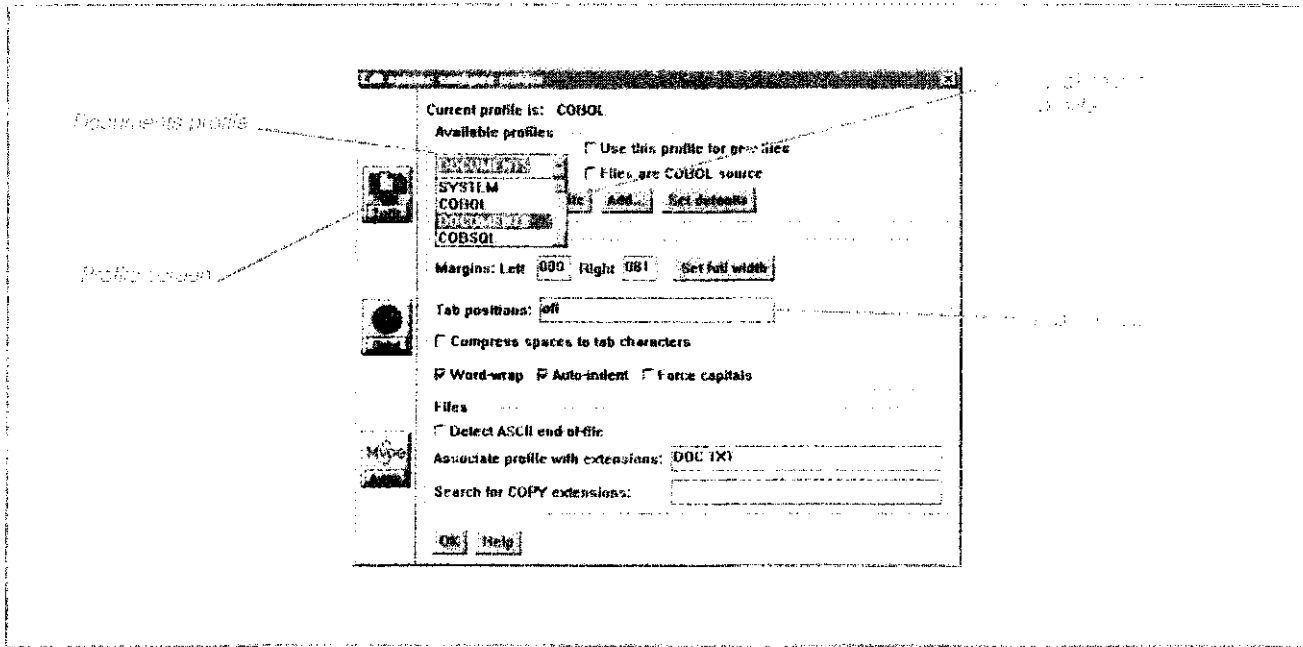 Current profile is: COBOL
Documents profile
Available profiles
Use this profile for new files
DOCUMENTS
Files are COBOL source
SYSTEM
COBOL
Add... Set defaults
DOCUMENTS
COBSQL
Profile screen
Margins: Left 000 Right 081 Set full width
Tab positions: off
Compress spaces to tab characters
Word-wrap Auto-indent Force capitals
Files
Detect ASCII end-of-file
Associate profile with extensions: DOC TXT
Search for COPY extensions:
OK Help